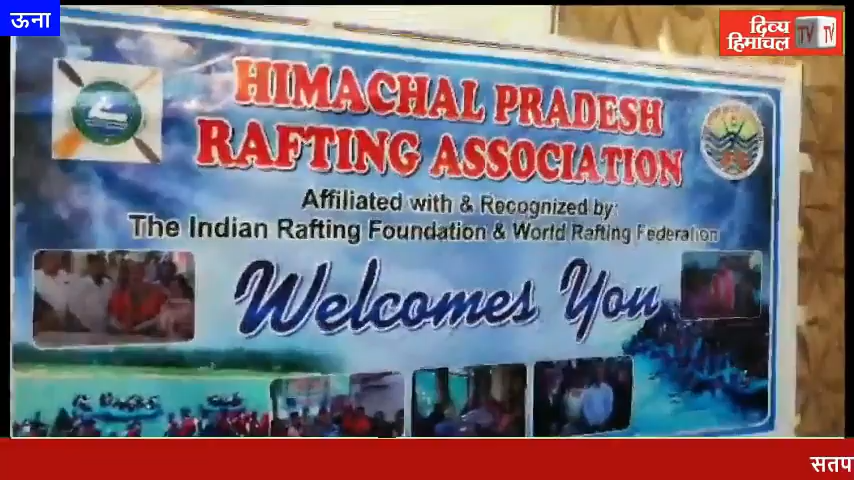 ऊना
दिव्य
हिमाचल
TV TV
HIMACHAL PRADESH
RAFTING ASSOCIATION
Affiliated with & Recognized by:
The Indian Rafting Foundation & World Rafting Federation
Welcomes You
सतप